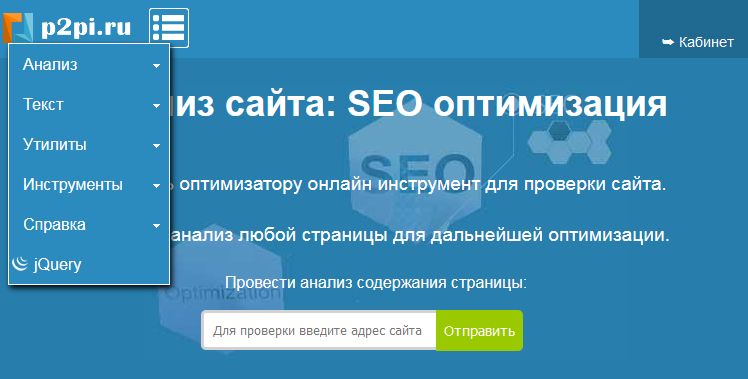 p2pi.ru
➥ Кабинет
Анализ
Текст
Утилиты
Инструменты
Справка
jQuery
из сайта: SEO оптимизация
SEO
оптимизатору онлайн инструмент для проверки сайта.
анализ любой страницы для дальнейшей оптимизации.
Провести анализ содержания страницы:
Optimization
Для проверки введите адрес сайта
Отправить